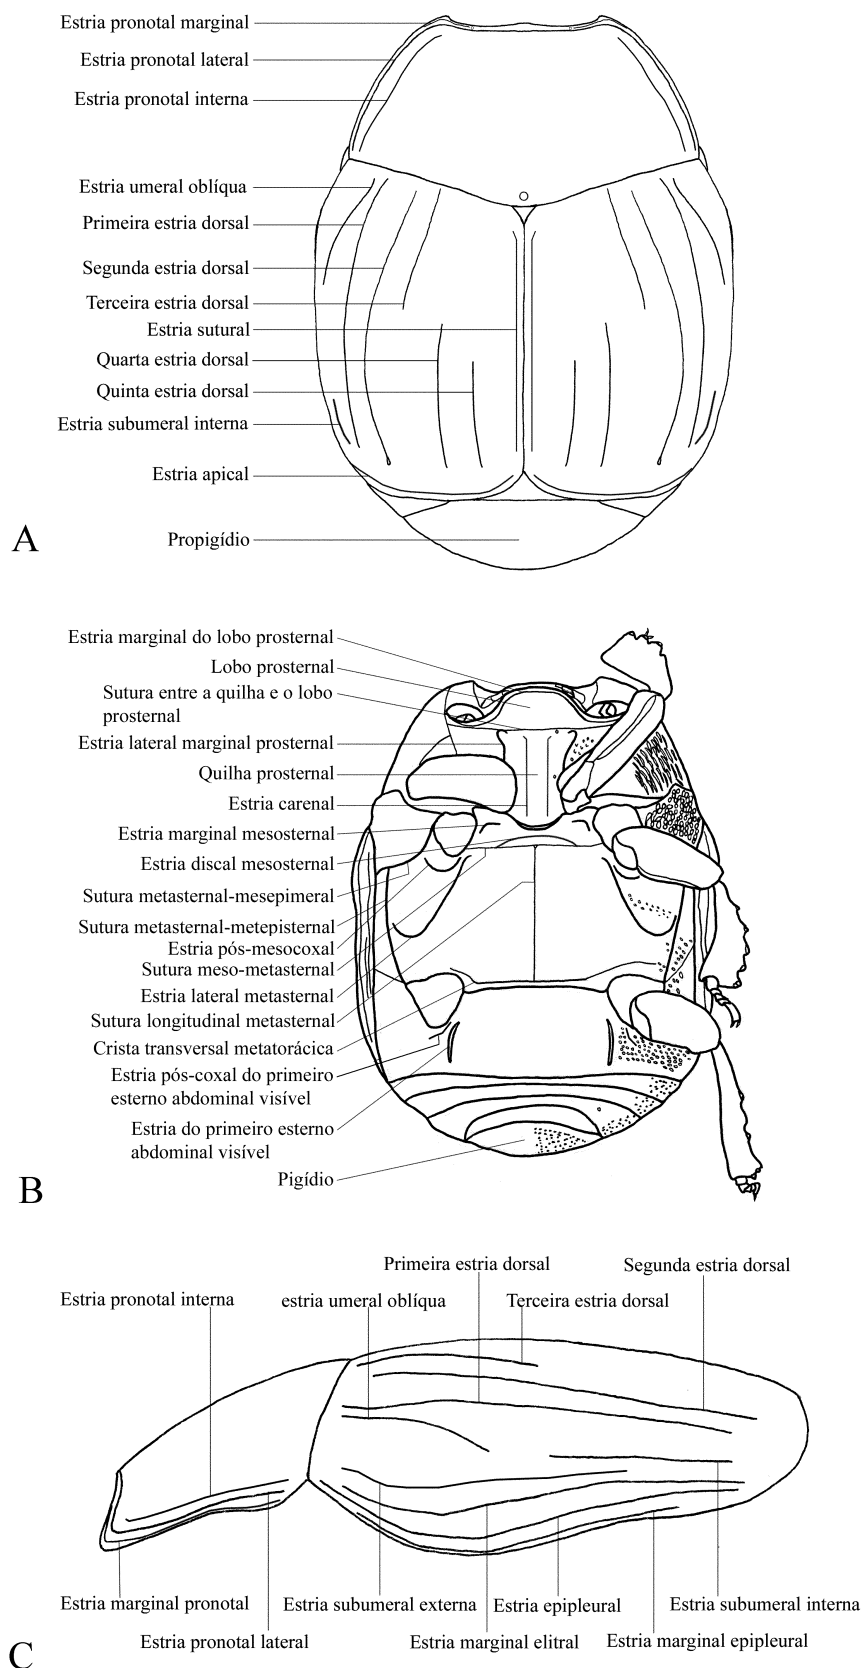 Estria pronotal marginal
Estria pronotal lateral
Estria pronotal interna
Estria umeral oblíqua
Primeira estria dorsal
Segunda estria dorsal
Terceira estria dorsal
Estria sutural
Quarta estria dorsal
Quinta estria dorsal
Estria subumeral interna
Estria apical
Propigídio
A
Estria marginal do lobo prosternal
Lobo prosternal
Sutura entre a quilha e o lobo
prosternal
Estria lateral marginal prosternal
Quilha prosternal
Estria carenal
Estria marginal mesosternal
Estria discal mesosternal
Sutura metasternal-mesepimeral
Sutura metasternal-metepisternal
Estria pós-mesocoxal
Sutura meso-metasternal
Estria lateral metasternal
Sutura longitudinal metasternal
Crista transversal metatorácica
Estria pós-coxal do primeiro
esterno abdominal visível
Estria do primeiro esterno
abdominal visível
Pigídio
B
Primeira estria dorsal
Segunda estria dorsal
Estria pronotal interna
estria umeral oblíqua
Terceira estria dorsal
Estria marginal pronotal
Estria subumeral externa
Estria epipleural
Estria subumeral interna
Estria pronotal lateral
Estria marginal elitral
Estria marginal epipleural
C